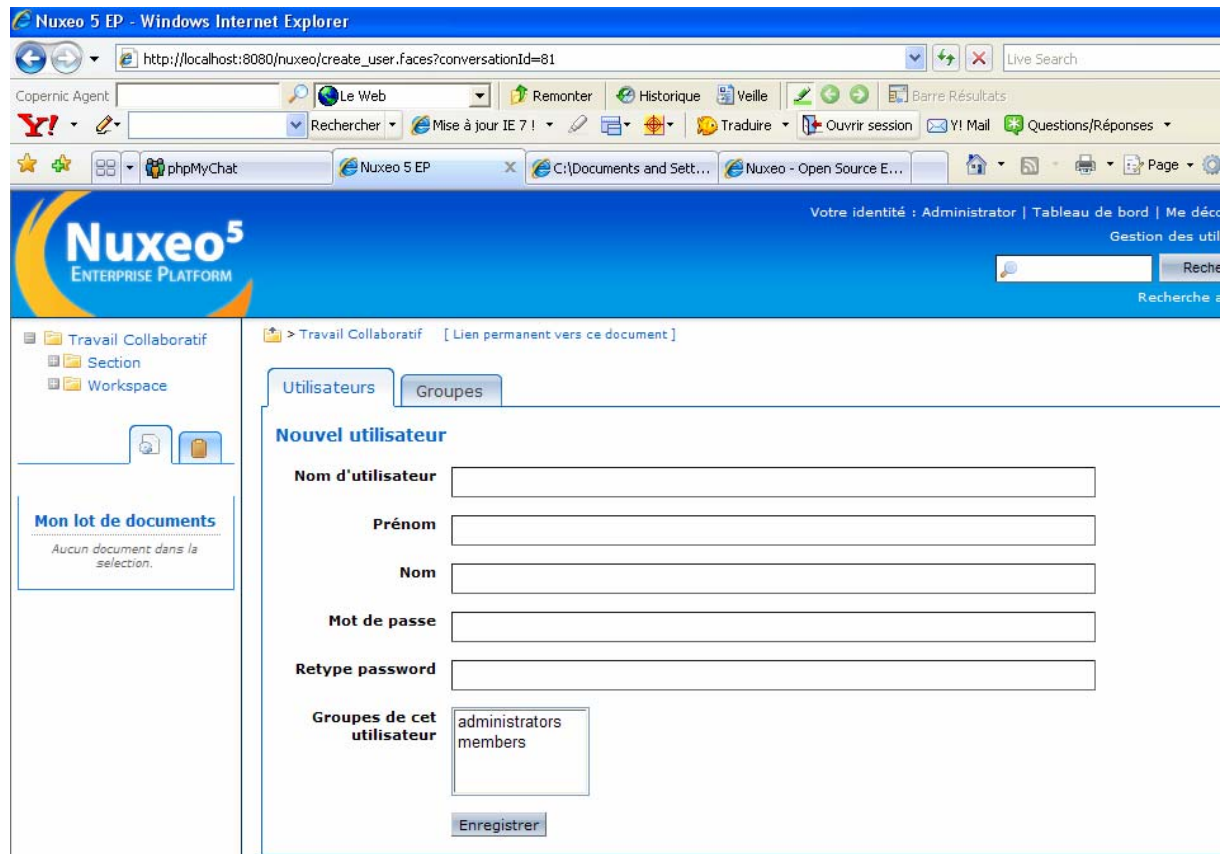 Nuxeo 5 EP - Windows Internet Explorer
http://localhost:8080/nuxeo/create_user.faces?conversationId=81
Live Search
Copernic Agent Le Web Remonter Historique Veille Barre Résultats
Y! Rechercher Mise à jour IE 7 ! Traduire Ouvrir session Y! Mail Questions/Réponses
phpMyChat Nuxeo 5 EP C:\Documents and Sett... Nuxeo - Open Source E... Page
Votre identité : Administrator | Tableau de bord | Me déco
Gestion des util
Nuxeo5
ENTERPRISE PLATFORM
Reche
Recherche a
Travail Collaboratif
Section
Workspace
> Travail Collaboratif [ Lien permanent vers ce document ]
Utilisateurs Groupes
Mon lot de documents
Aucun document dans la
selection.
Nouvel utilisateur
Nom d'utilisateur
Prénom
Nom
Mot de passe
Retype password
Groupes de cet
utilisateur
administrators
members
Enregistrer